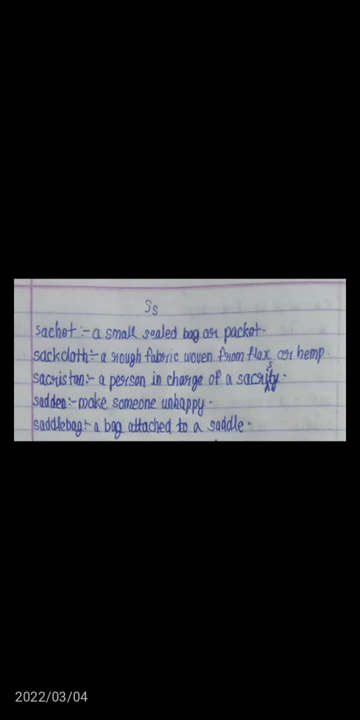 Ss
sachet :- a small sealed bag or packet.
sackcloth:- a rough fabric woven from flax or hemp.
sacristan:- a person in charge of a sacristy.
sadden:- make someone unhappy.
saddlebag:- a bag attached to a saddle.
2022/03/04